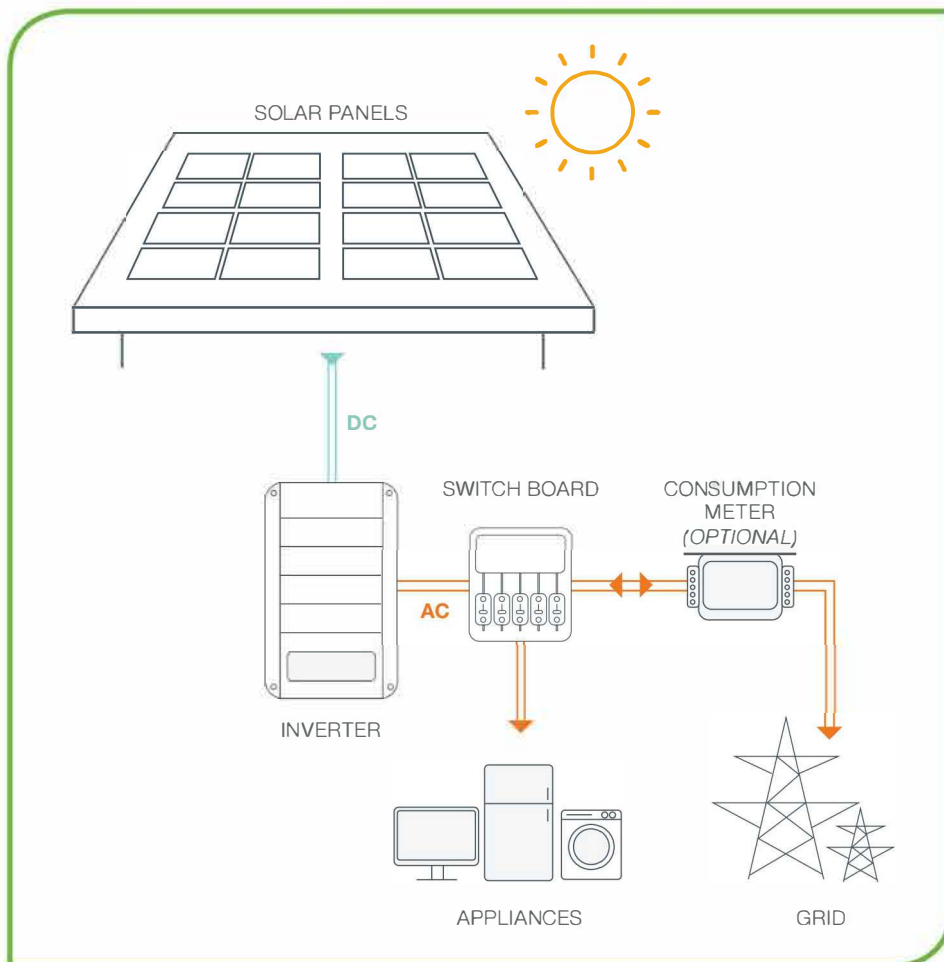 SOLAR PANELS
DC
SWITCH BOARD
CONSUMPTION
METER
(OPTIONAL)
AC
INVERTER
APPLIANCES
GRID